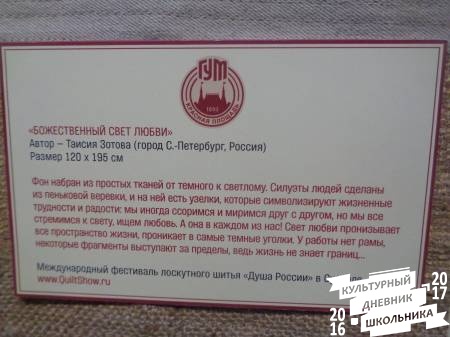 ГУМ
1893
КРАСНАЯ ПЛОЩАДЬ
«БОЖЕСТВЕННЫЙ СВЕТ ЛЮБВИ»
Автор – Таисия Зотова (город С.-Петербург, Россия)
Размер 120 x 195 см
Фон набран из простых тканей от темного к светлому. Силуэты людей сделаны
из пеньковой веревки, и на ней есть узелки, которые символизируют жизненные
трудности и радости: мы иногда ссоримся и миримся друг с другом, но мы все
стремимся к свету, ищем любовь. А она в каждом из нас! Свет любви пронизывает
все пространство жизни, проникает в самые темные уголки. У работы нет рамы,
некоторые фрагменты выступают за пределы, ведь жизнь не знает границ...
Международный фестиваль лоскутного шитья «Душа России» в
www.QuiltShow.ru
КУЛЬТУРНЫЙ
ДНЕВНИК
ШКОЛЬНИКА
2016
2017